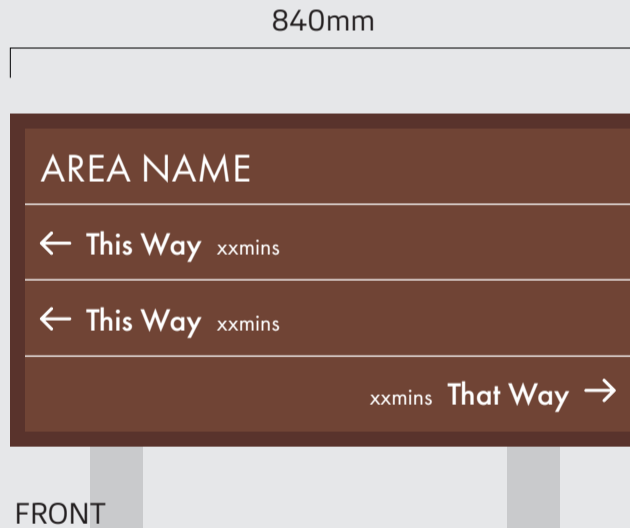 840mm
AREA NAME
← This Way xxmins
← This Way xxmins
xxmins That Way →
FRONT